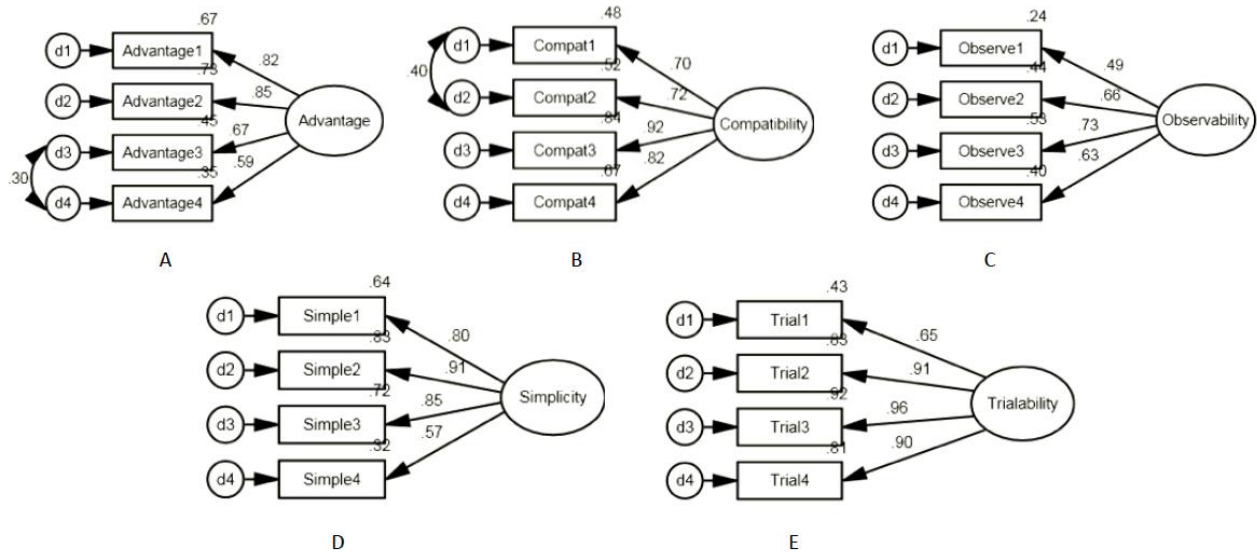 .67
d1 Advantage1
.82
.73
d2 Advantage2
.85
Advantage
.45
.67
d3 Advantage3
.30
.59
.35
d4 Advantage4
A
.48
d1 Compat1
.70
.40
.52
d2 Compat2
.72
Compatibility
.84
.92
d3 Compat3
.82
.67
d4 Compat4
B
.24
d1 Observe1
.49
.44
d2 Observe2
.66
Observability
.53
.73
d3 Observe3
.63
.40
d4 Observe4
C
.64
d1 Simple1
.80
.83
d2 Simple2
.91
Simplicity
.72
.85
d3 Simple3
.57
.32
d4 Simple4
D
.43
d1 Trial1
.65
.83
d2 Trial2
.91
Trialability
.92
.96
d3 Trial3
.90
.81
d4 Trial4
E